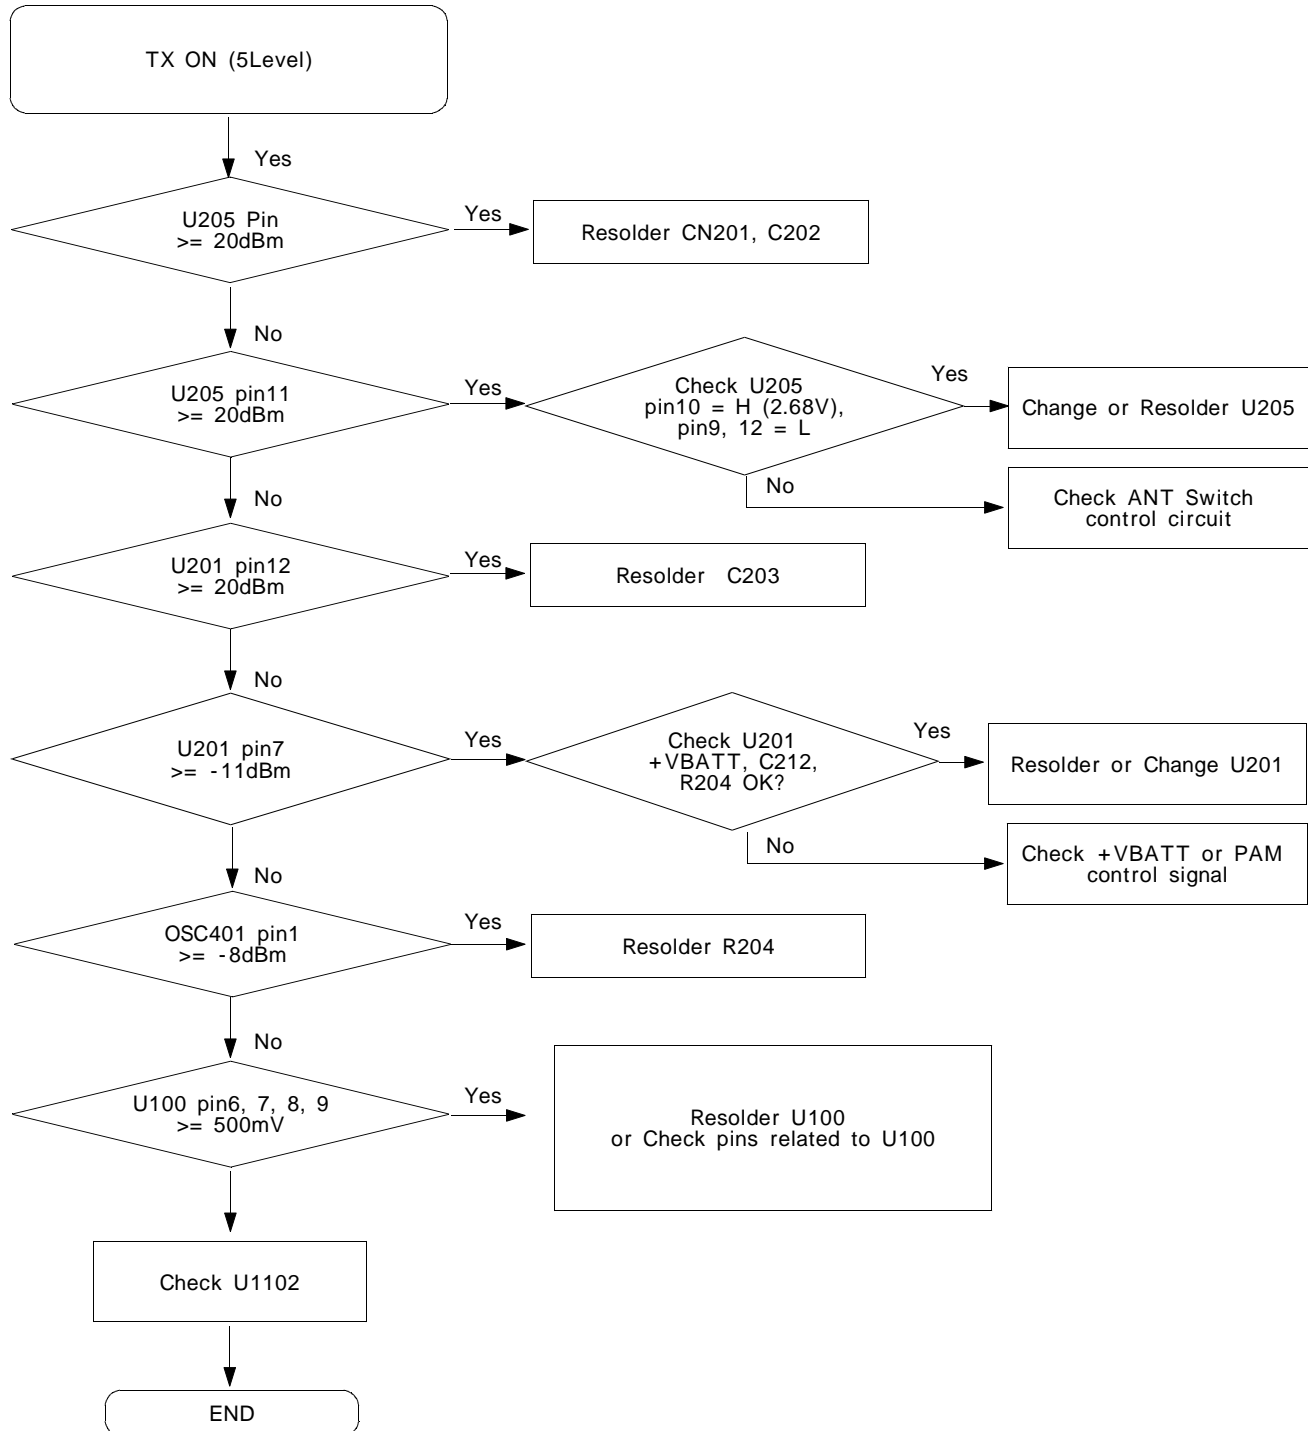 TX ON (5Level)
Yes
U205 Pin
>= 20dBm
Yes
Resolder CN201, C202
No
U205 pin11
>= 20dBm
Yes
Check U205
pin10 = H (2.68V),
pin9, 12 = L
Yes
Change or Resolder U205
No
Check ANT Switch
control circuit
No
U201 pin12
>= 20dBm
Yes
Resolder C203
No
U201 pin7
>= -11dBm
Yes
Check U201
+VBATT, C212,
R204 OK?
Yes
Resolder or Change U201
No
Check +VBATT or PAM
control signal
No
OSC401 pin1
>= -8dBm
Yes
Resolder R204
No
U100 pin6, 7, 8, 9
>= 500mV
Yes
Resolder U100
or Check pins related to U100
Check U1102
END